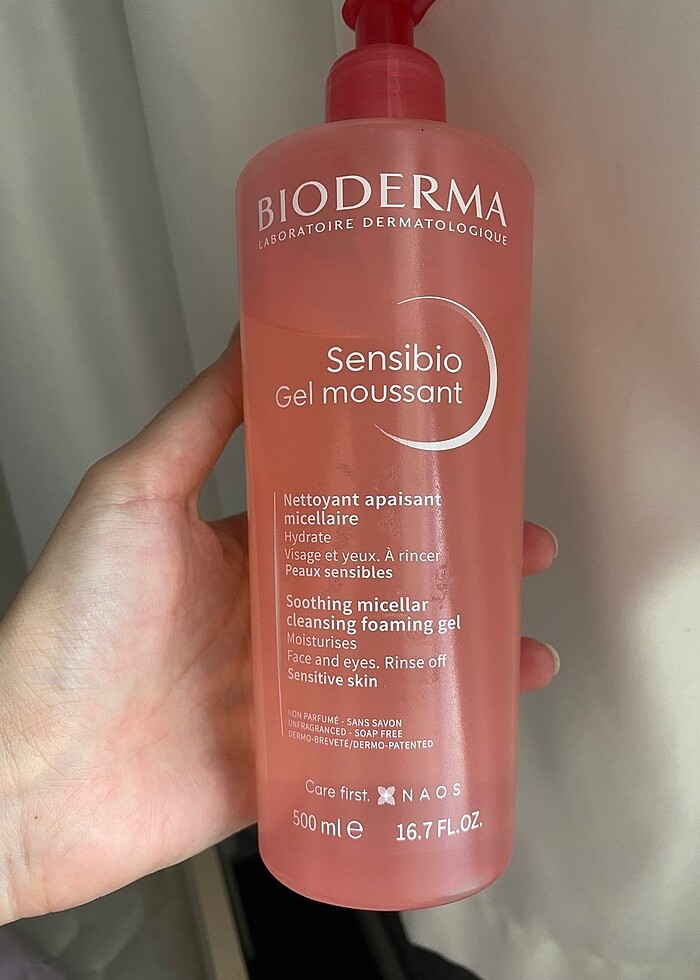 BIODERMA
LABORATOIRE DERMATOLOGIQUE
Sensibio
Gel moussant
Nettoyant apaisant
micellaire
Hydrate
Visage et yeux. À rincer
Peaux sensibles
Soothing micellar
cleansing foaming gel
Moisturises
Face and eyes. Rinse off
Sensitive skin
NON PARFUMÉ - SANS SAVON
UNFRAGRANCED - SOAP FREE
DERMO-BREVETÉ/DERMO-PATENTED
Care first. NAOS
500 ml e 16.7 FL.OZ.